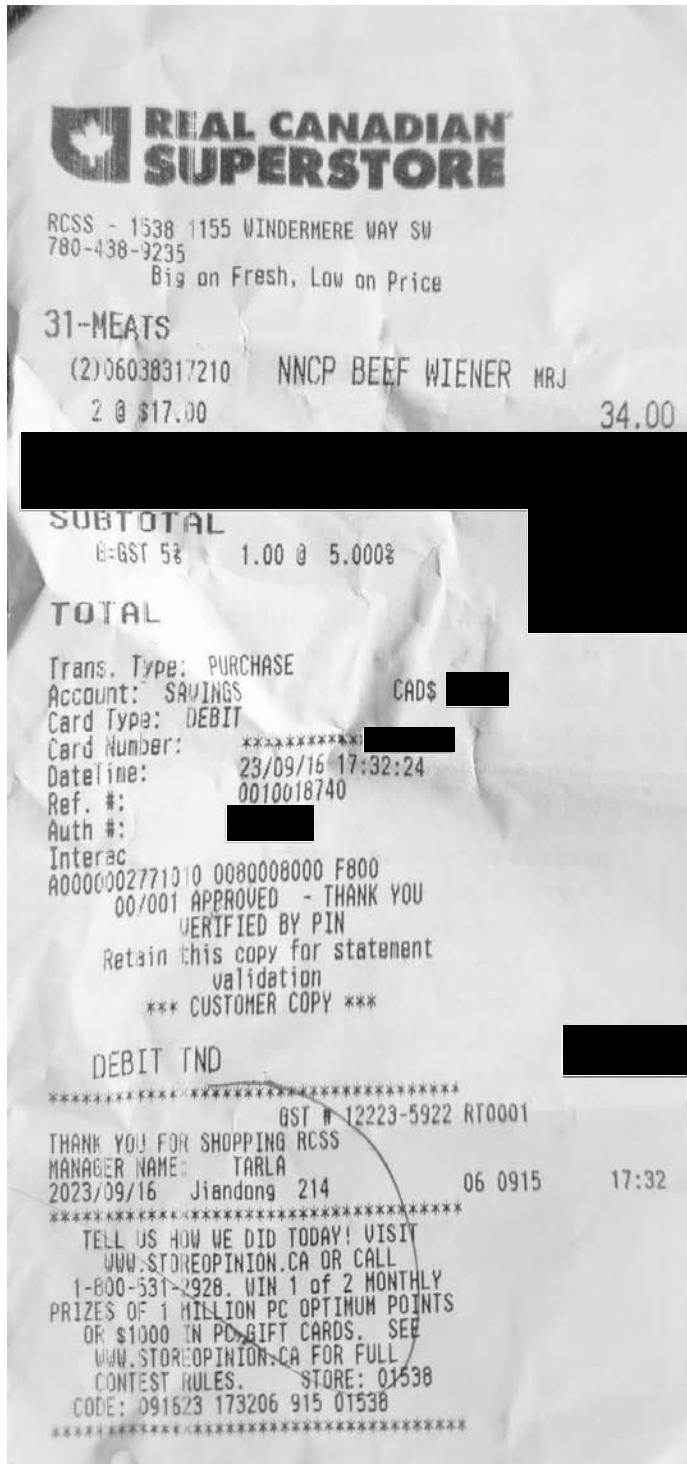 REAL CANADIAN
SUPERSTORE
RCSS - 1538 1155 WINDERMERE WAY SW
780-438-9235
Big on Fresh, Low on Price
31-MEATS
(2)06038317210 NNCP BEEF WIENER MRJ
2 @ $17.00
34.00
SUBTOTAL
G=GST 5% 1.00 @ 5.000%
TOTAL
Trans. Type: PURCHASE
Account: SAVINGS CAD$
Card Type: DEBIT
Card Number: ************
DateTime: 23/09/16 17:32:24
Ref. #: 0010018740
Auth #:
Interac
A0000002771010 0080008000 F800
00/001 APPROVED - THANK YOU
VERIFIED BY PIN
Retain this copy for statement
validation
*** CUSTOMER COPY ***
DEBIT TND
****************************************
GST # 12223-5922 RT0001
THANK YOU FOR SHOPPING RCSS
MANAGER NAME: TARLA
2023/09/16 Jiandong 214 06 0915 17:32
****************************************
TELL US HOW WE DID TODAY! VISIT
WWW.STOREOPINION.CA OR CALL
1-800-531-2928. WIN 1 of 2 MONTHLY
PRIZES OF 1 MILLION PC OPTIMUM POINTS
OR $1000 IN PC GIFT CARDS. SEE
WWW.STOREOPINION.CA FOR FULL
CONTEST RULES. STORE: 01538
CODE: 091623 173206 915 01538
****************************************